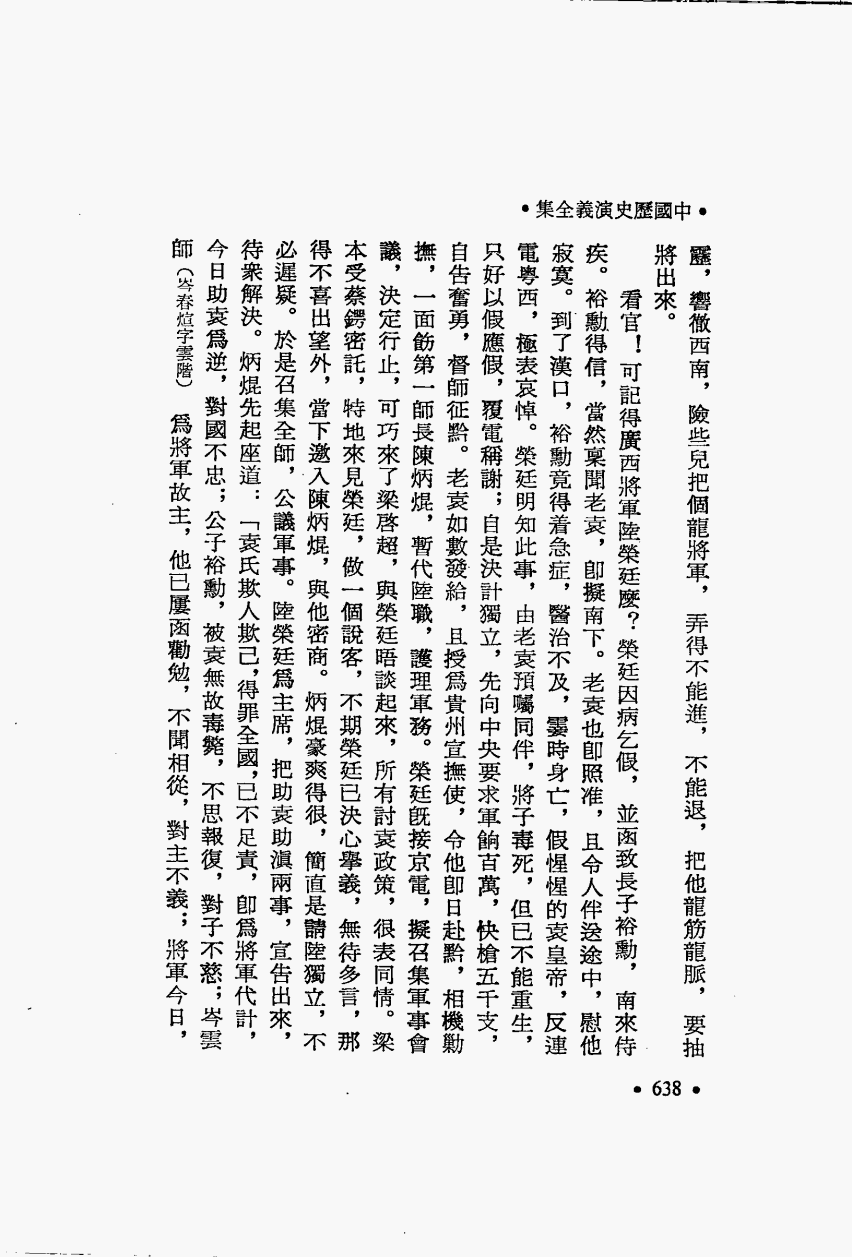 •中國歷史演義全集•
靂，響徹西南，險些兒把個龍將軍，弄得不能進，不能退，把他龍筋龍脈，要抽
將出來。
看官！可記得廣西將軍陸榮廷麼？榮廷因病乞假，並函致長子裕勳，南來侍
疾。裕勳得信，當然稟聞老袁，卽擬南下。老袁也卽照准，且令人伴送途中，慰他
寂寞。到了漢口，裕勳竟得着急症，醫治不及，霎時身亡，假惺惺的袁皇帝，反連
電粵西，極表哀悼。榮廷明知此事，由老袁預囑同伴，將子毒死，但已不能重生，
只好以假應假，覆電稱謝；自是決計獨立，先向中央要求軍餉百萬，快槍五千支，
自告奮勇，督師征黔。老袁如數發給，且授爲貴州宣撫使，令他卽日赴黔，相機勦
撫，一面飭第一師長陳炳焜，暫代陸職，護理軍務。榮廷旣接京電，擬召集軍事會
議，決定行止，可巧來了梁啓超，與榮廷晤談起來，所有討袁政策，很表同情。梁
本受蔡鍔密託，特地來見榮廷，做一個說客，不期榮廷已決心舉義，無待多言，那
得不喜出望外，當下邀入陳炳焜，與他密商。炳焜豪爽得很，簡直是請陸獨立，不
必遲疑。於是召集全師，公議軍事。陸榮廷爲主席，把助袁助滇兩事，宣告出來，
待衆解決。炳焜先起座道：「袁氏欺人欺己，得罪全國，已不足責，卽爲將軍代計，
今日助袁爲逆，對國不忠；公子裕勳，被袁無故毒斃，不思報復，對子不慈；岑雲
師（岑春煊字雲階）爲將軍故主，他已屢函勸勉，不聞相從，對主不義；將軍今日，
•638•